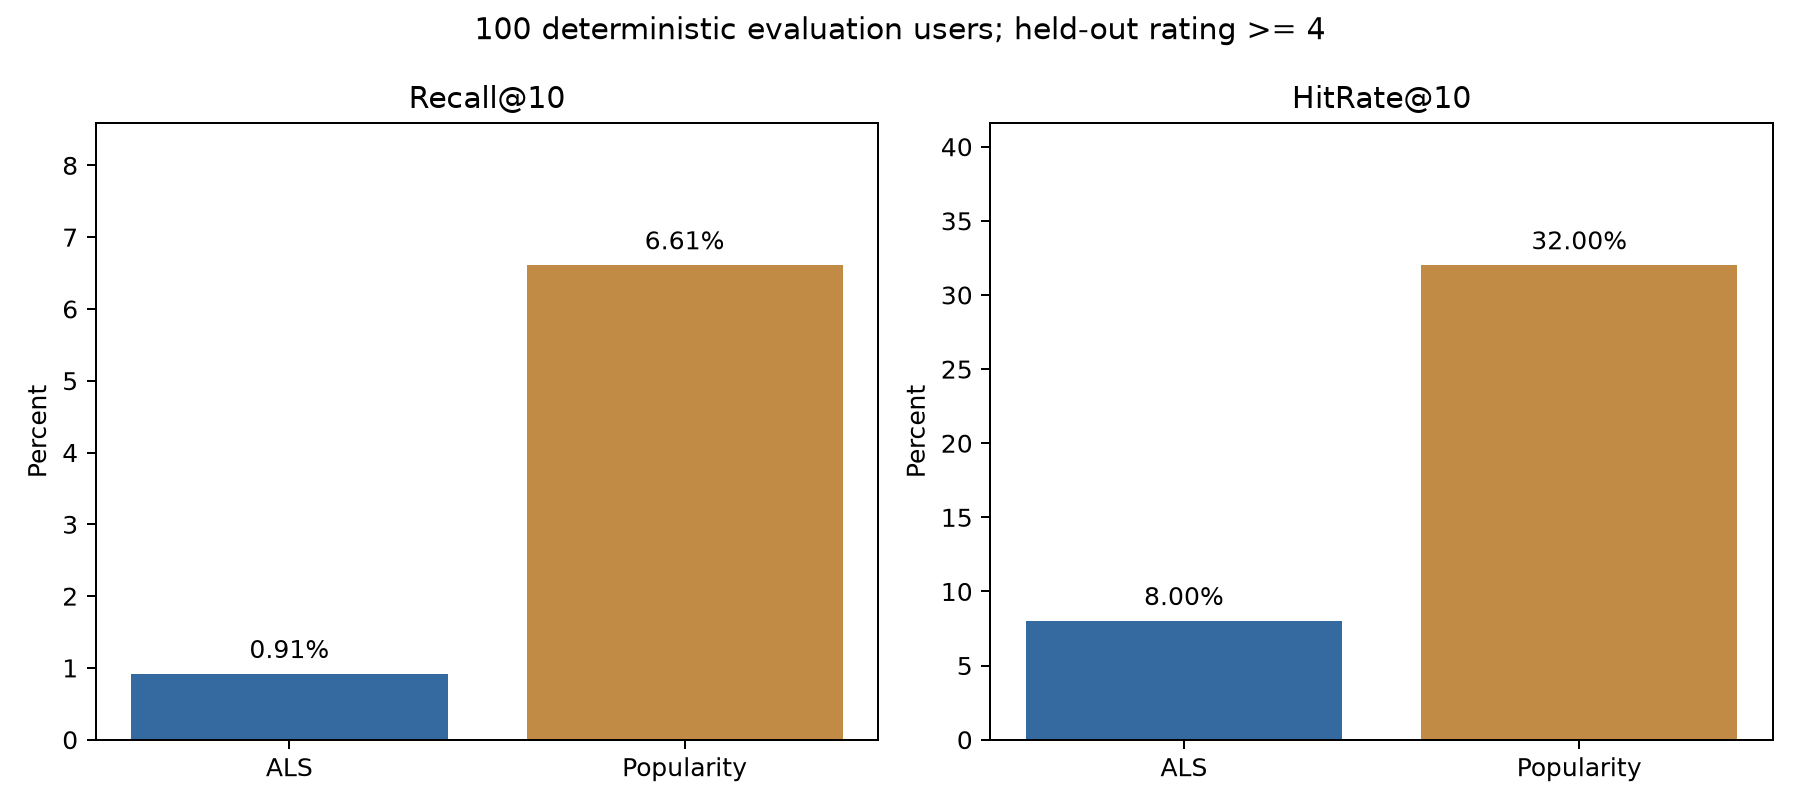 100 deterministic evaluation users; held-out rating >= 4
Recall@10
8
7
6
5
4
3
2
1
0
Percent
0.91%
6.61%
ALS
Popularity
HitRate@10
40
35
30
25
20
15
10
5
0
Percent
8.00%
32.00%
ALS
Popularity